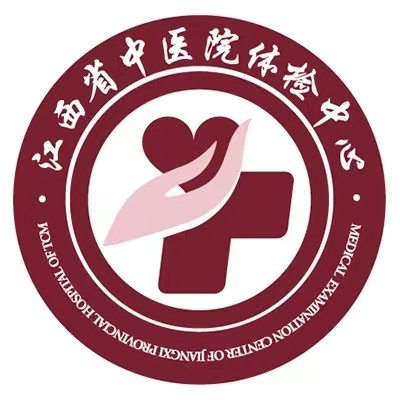 江西省中医院体检中心
MEDICAL EXAMINATION CENTER OF JIANGXI PROVINCIAL HOSPITAL OF TCM